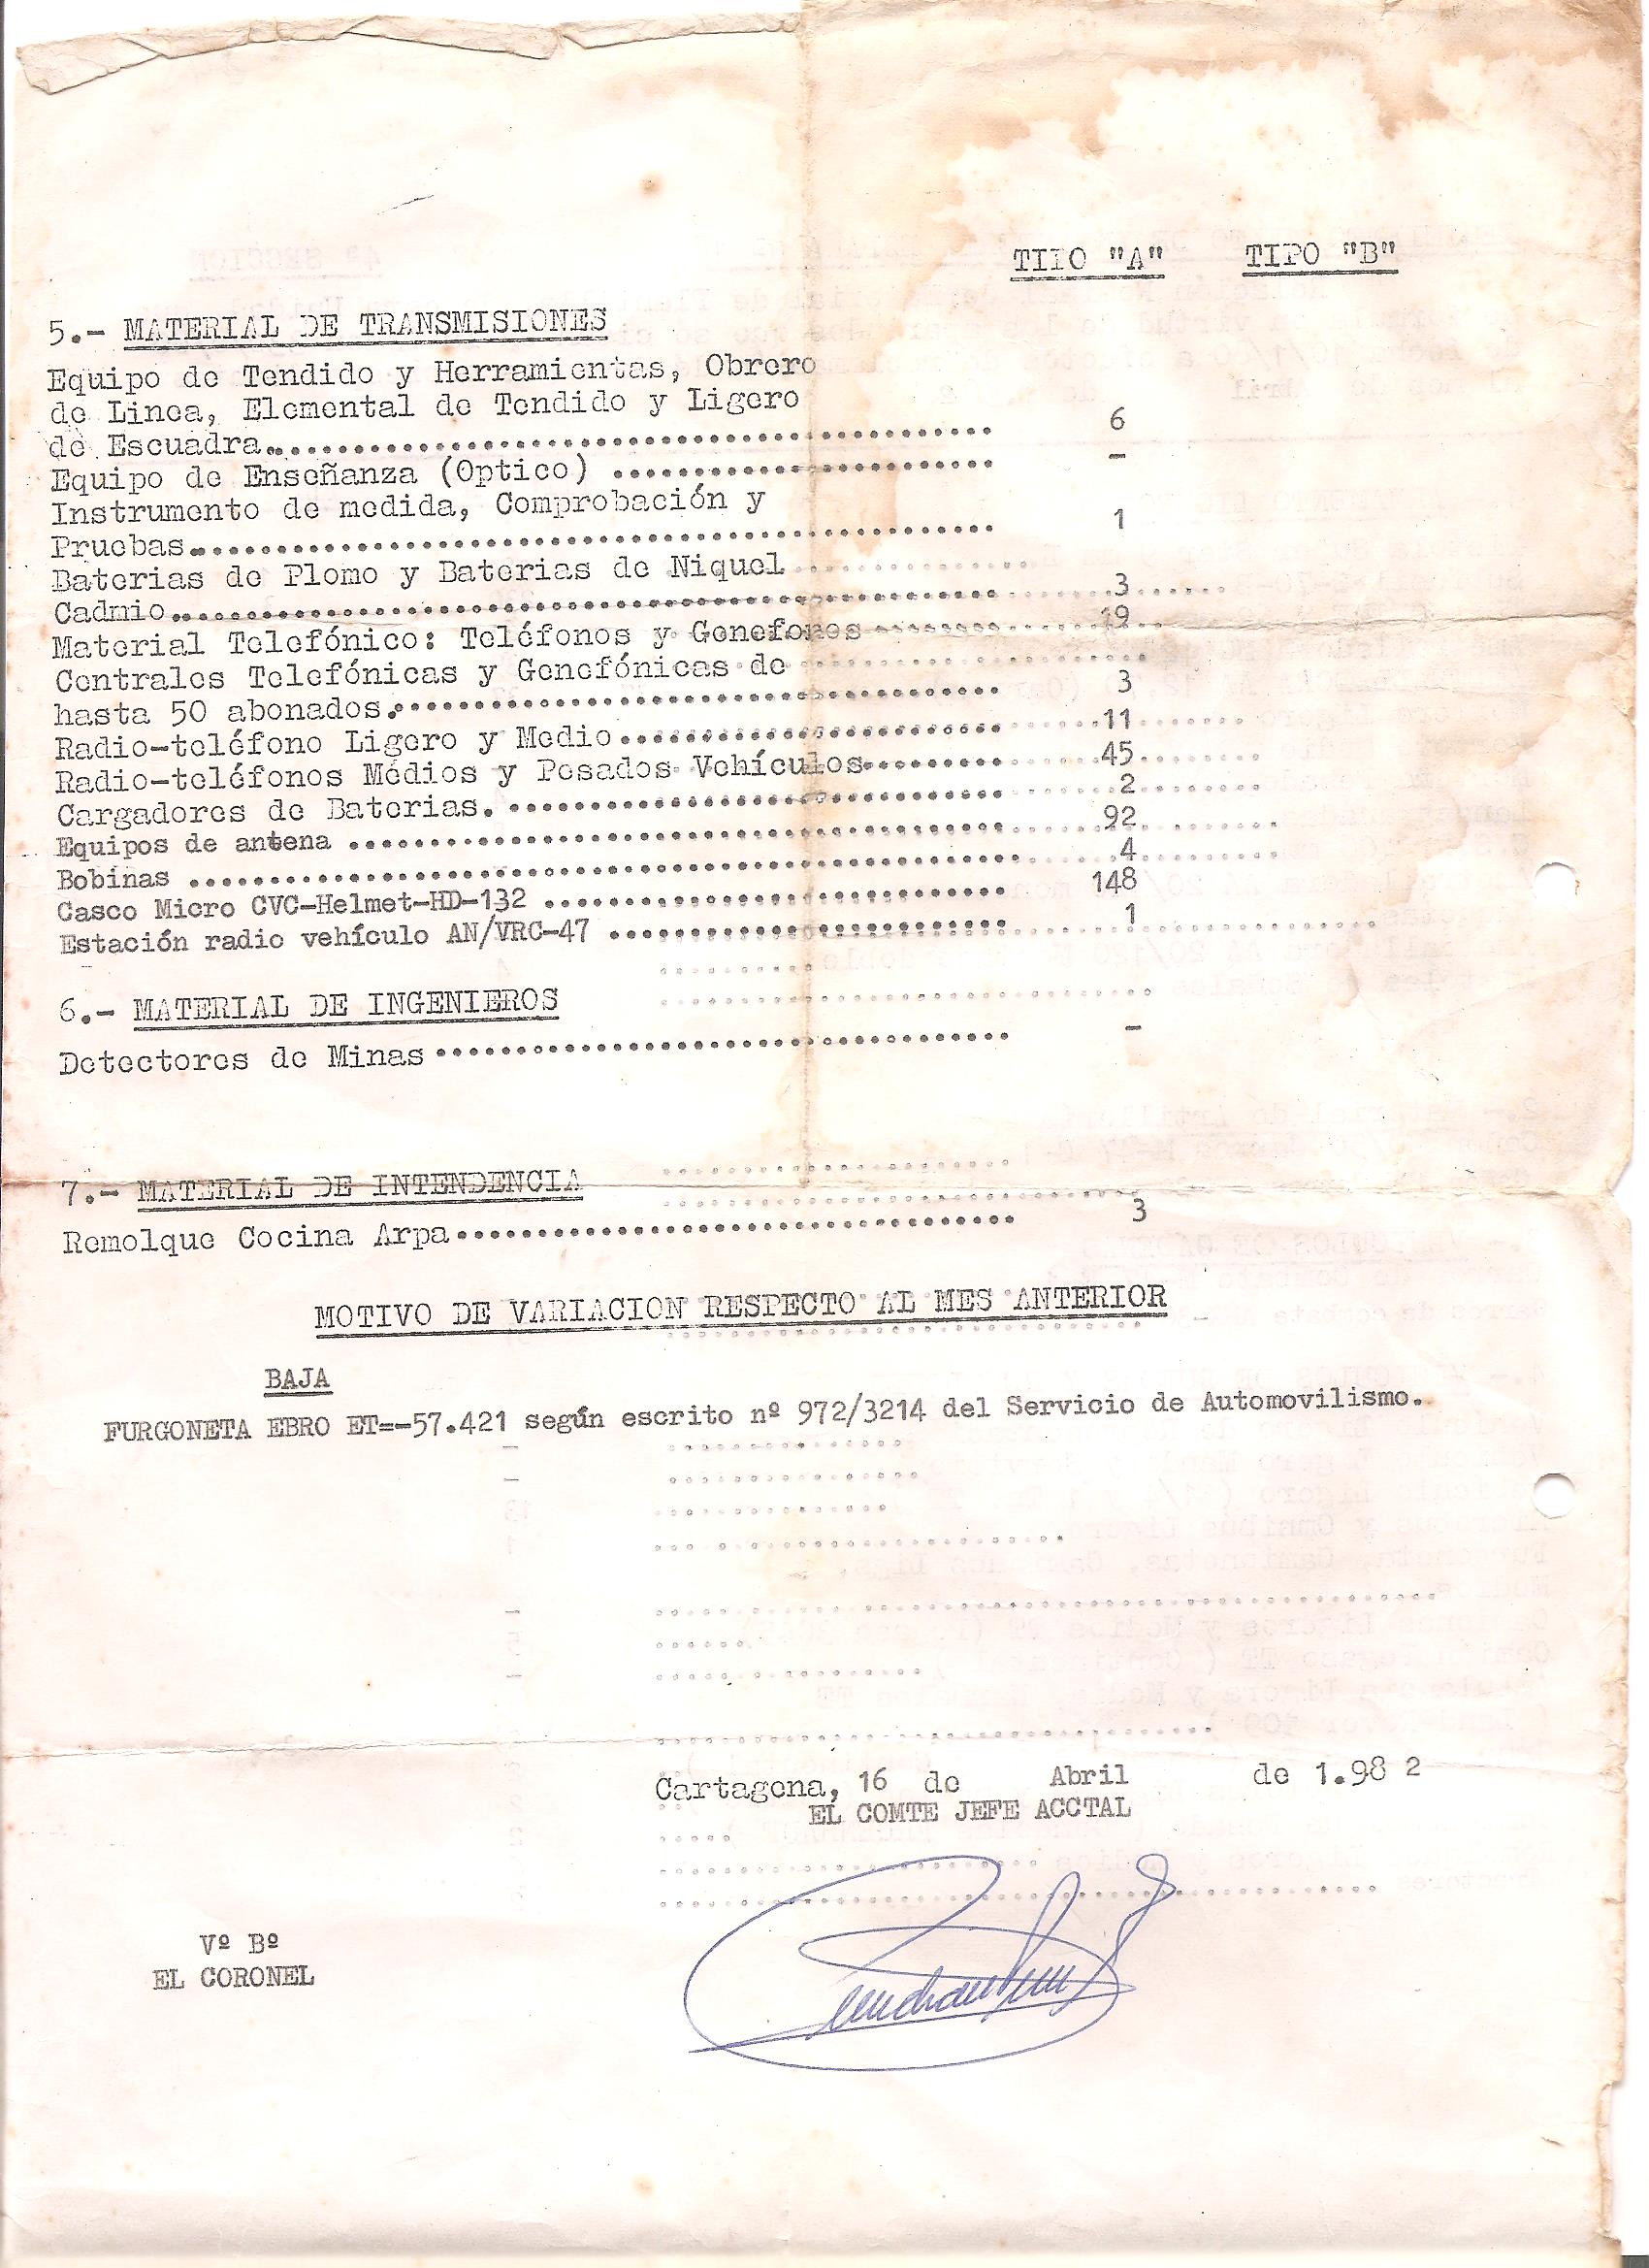 TIIO "A" TIPO "B"
5.- MATERIAL DE TRANSMISIONES
Equipo de Tendido y Herramientas, Obrero
de Linea, Elemental de Tendido y Ligero
de Escuadra........................................ 6
Equipo de Enseñanza (Optico) ........................ -
Instrumento de medida, Comprobación y
Pruebas............................................ 1
Baterias de Plomo y Baterias de Niquel
Cadmio............................................. 3
Material Telefónico: Teléfonos y Genefones ......... 19
Centrales Telefónicas y Genefónicas de
hasta 50 abonados.................................. 3
Radio-teléfono Ligero y Medio........................ 11
Radio-teléfonos Médios y Pesados Vehículos......... 45
Cargadores de Baterias. ............................ 2
Equipos de antena .................................. 92
Bobinas ............................................ 4
Casco Micro CVC-Helmet-HD-132 ...................... 148
Estación radio vehículo AN/VRC-47 .................. 1
6.- MATERIAL DE INGENIEROS
Detectores de Minas................................ -
7.- MATERIAL DE INTENDENCIA
Remolque Cocina Arpa................................ 3
MOTIVO DE VARIACION RESPECTO AL MES ANTERIOR
BAJA
FURGONETA EBRO ET=-57.421 según escrito nº 972/3214 del Servicio de Automovilismo.
Cartagena, 16 de Abril de 1.98 2
EL COMTE JEFE ACCTAL
Vº Bº
EL CORONEL